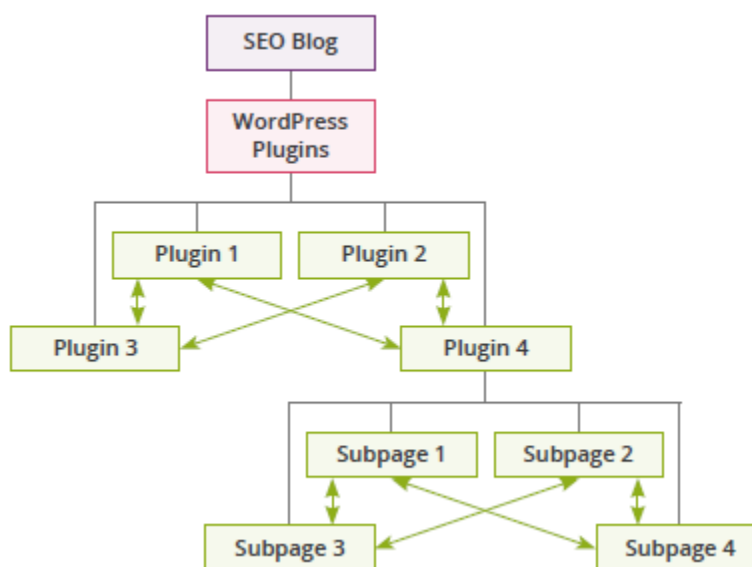 SEO Blog
WordPress
Plugins
Plugin 1
Plugin 2
Plugin 3
Plugin 4
Subpage 1
Subpage 2
Subpage 3
Subpage 4